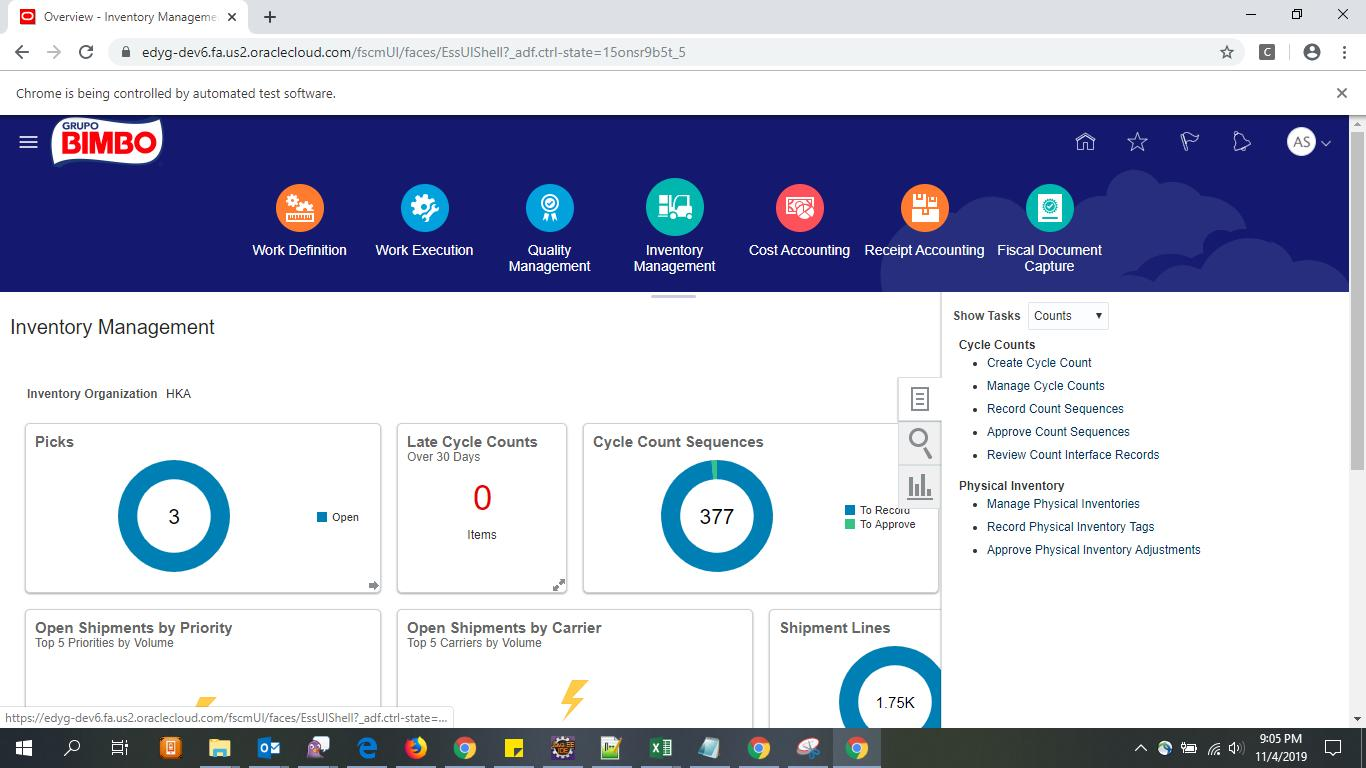 Overview - Inventory Manageme
edyg-dev6.fa.us2.oraclecloud.com/fscmUI/faces/EssUIShell?_adf.ctrl-state=15onsr9b5t_5
C
Chrome is being controlled by automated test software.
GRUPO
BIMBO
AS
Work Definition
Work Execution
Quality
Management
Inventory
Management
Cost Accounting
Receipt Accounting
Fiscal Document
Capture
Inventory Management
Inventory Organization HKA
Picks
3
Open
Late Cycle Counts
Over 30 Days
0
Items
Cycle Count Sequences
377
To Record
To Approve
Open Shipments by Priority
Top 5 Priorities by Volume
Open Shipments by Carrier
Top 5 Carriers by Volume
Shipment Lines
1.75K
Show Tasks Counts
Cycle Counts
Create Cycle Count
Manage Cycle Counts
Record Count Sequences
Approve Count Sequences
Review Count Interface Records
Physical Inventory
Manage Physical Inventories
Record Physical Inventory Tags
Approve Physical Inventory Adjustments
https://edyg-dev6.fa.us2.oraclecloud.com/fscmUI/faces/EssUIShell?_adf.ctrl-state=...
9:05 PM
11/4/2019